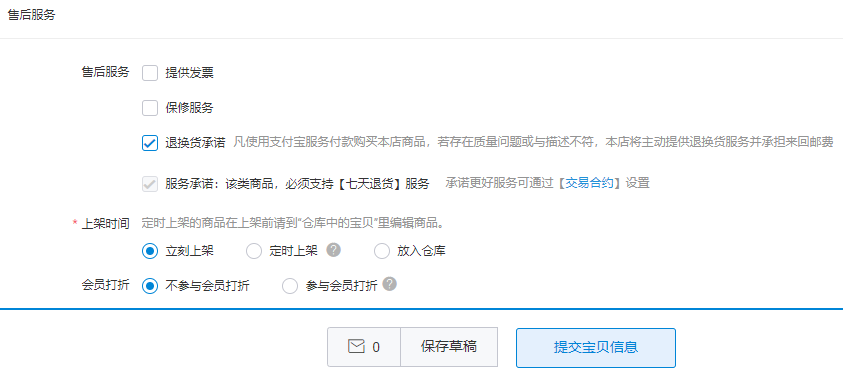 售后服务
售后服务 提供发票
保修服务
退换货承诺 凡使用支付宝服务付款购买本店商品，若存在质量问题或与描述不符，本店将主动提供退换货服务并承担来回邮费
服务承诺：该类商品，必须支持【七天退货】服务 承诺更好服务可通过【交易合约】设置
* 上架时间 定时上架的商品在上架前请到“仓库中的宝贝”里编辑商品。
立刻上架 定时上架 ? 放入仓库
会员打折 不参与会员打折 参与会员打折 ?
0 保存草稿 提交宝贝信息